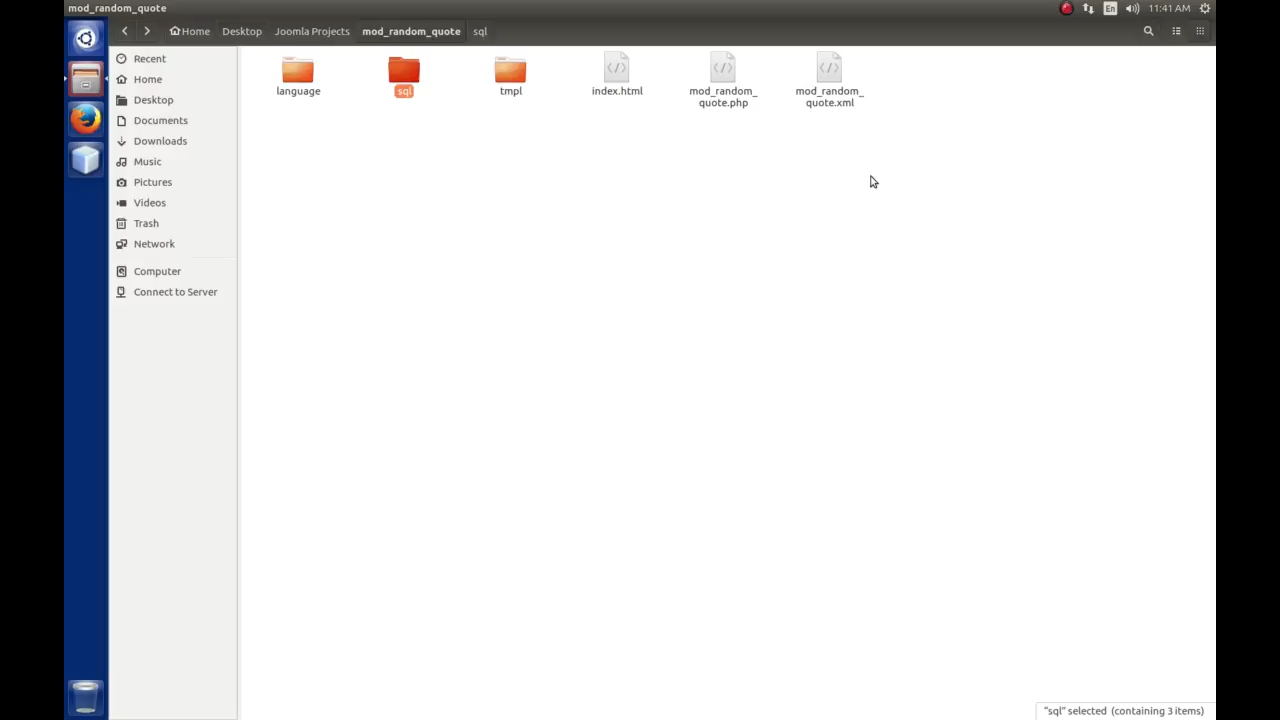 mod_random_quote
En
11:41 AM
Home
Desktop
Joomla Projects
mod_random_quote
sql
Recent
Home
Desktop
Documents
Downloads
Music
Pictures
Videos
Trash
Network
Computer
Connect to Server
language
sql
tmpl
index.html
mod_random_
quote.php
mod_random_
quote.xml
"sql" selected (containing 3 items)